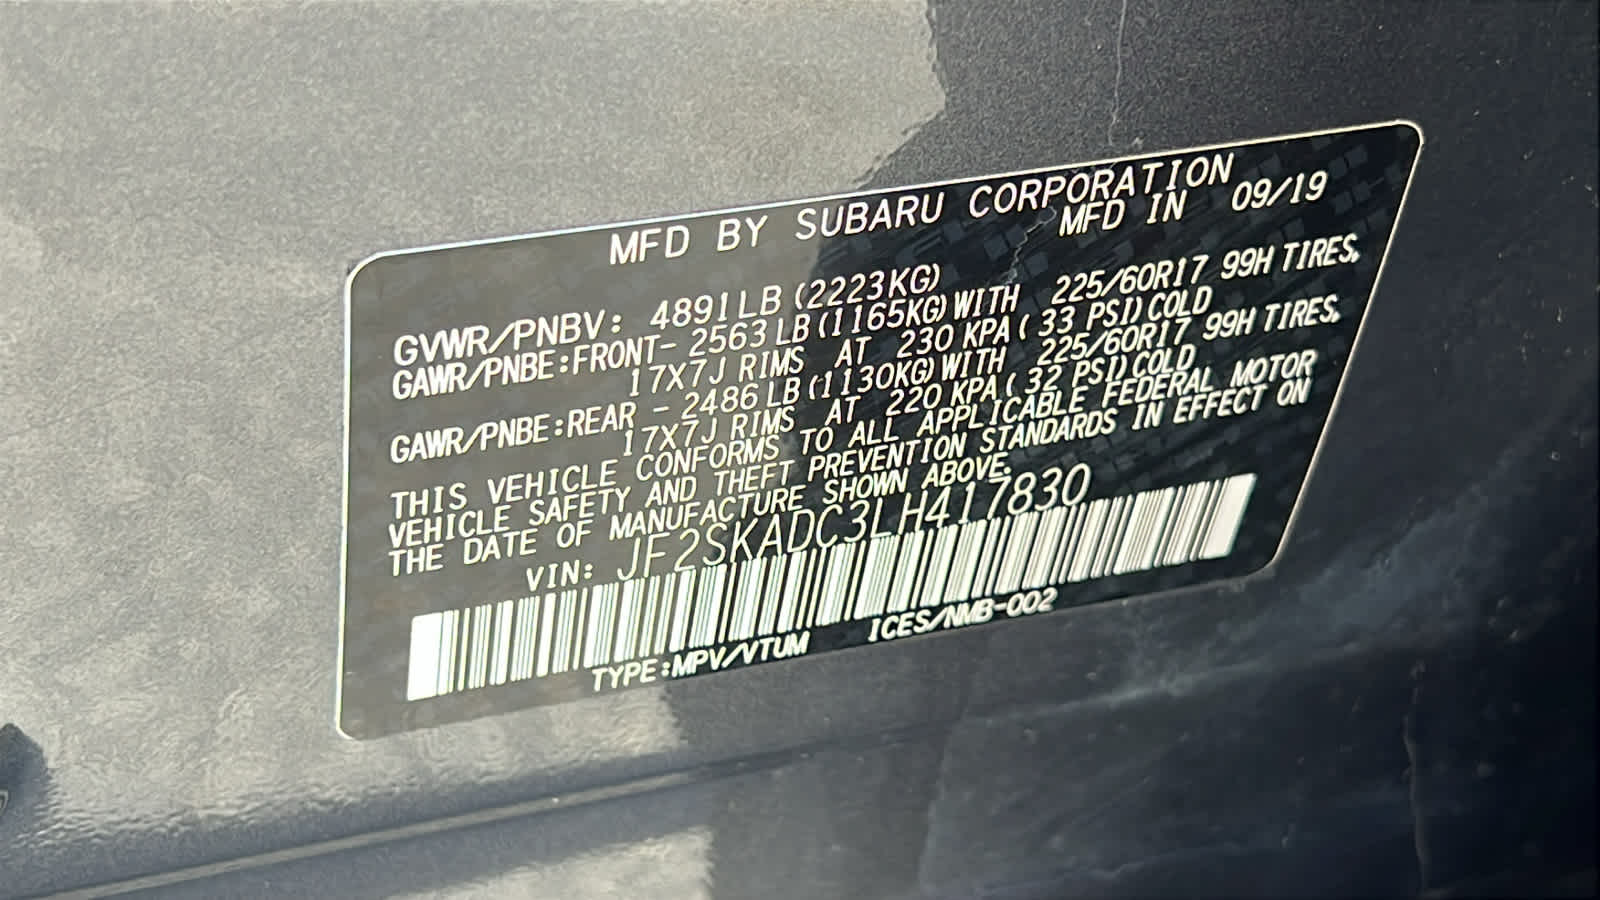 MFD BY SUBARU CORPORATION
MFD IN 09/19
GVWR/PNBV: 4891LB(2223KG)
GAWR/PNBE:FRONT- 2563LB(1165KG)WITH 225/60R17 99H TIRES,
17X7J RIMS AT 230 KPA( 33 PSI)COLD
GAWR/PNBE:REAR - 2486LB(1130KG)WITH 225/60R17 99H TIRES,
17X7J RIMS AT 220 KPA( 32 PSI)COLD
THIS VEHICLE CONFORMS TO ALL APPLICABLE FEDERAL MOTOR
VEHICLE SAFETY AND THEFT PREVENTION STANDARDS IN EFFECT ON
THE DATE OF MANUFACTURE SHOWN ABOVE.
VIN: JF2SKADC3LH417830
TYPE:MPV/VTUM ICES/NMB-002